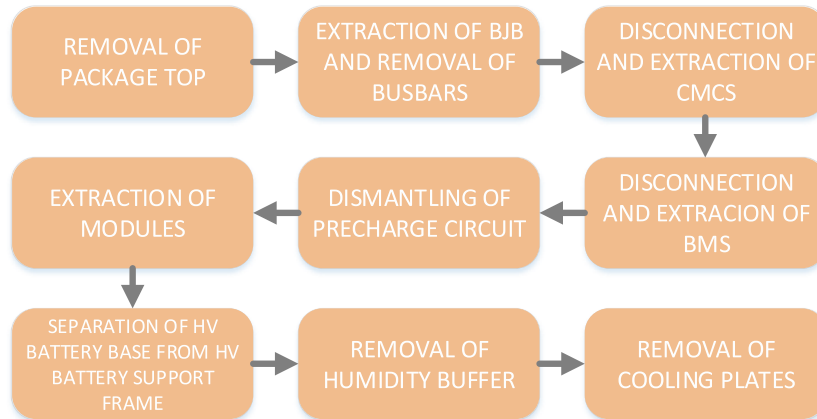 REMOVAL OF
PACKAGE TOP
EXTRACTION OF BJB
AND REMOVAL OF
BUSBARS
DISCONNECTION
AND EXTRACTION OF
CMCS
DISCONNECTION
AND EXTRACION OF
BMS
DISMANTLING OF
PRECHARGE CIRCUIT
EXTRACTION OF
MODULES
SEPARATION OF HV
BATTERY BASE FROM HV
BATTERY SUPPORT
FRAME
REMOVAL OF
HUMIDITY BUFFER
REMOVAL OF
COOLING PLATES